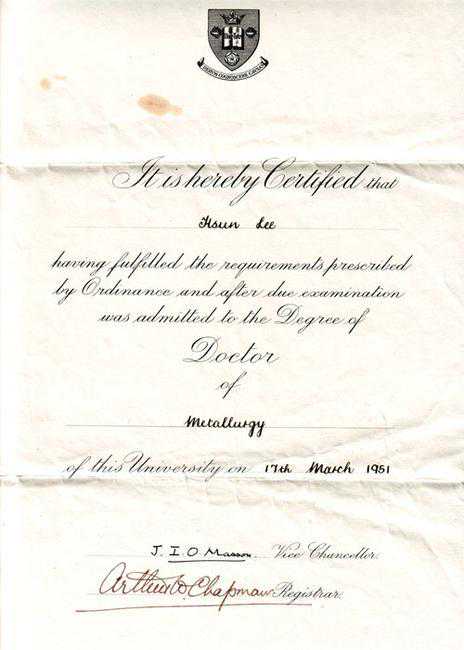 It is hereby Certified that
Hsun Lee
having fulfilled the requirements prescribed
by Ordinance and after due examination
was admitted to the Degree of
Doctor
of
Metallurgy
of this University on 17th March 1951
J. I. O. Masson. Vice Chancellor.
Arthur W. Chapman Registrar.